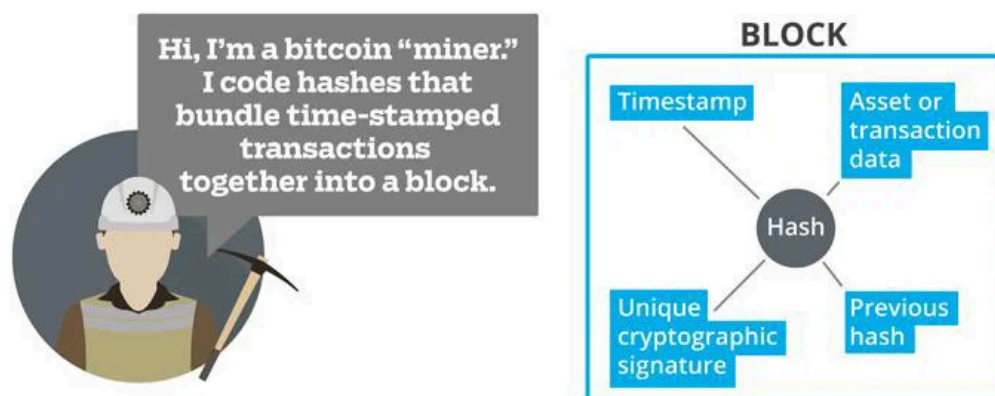 Hi, I’m a bitcoin “miner.”
I code hashes that
bundle time-stamped
transactions
together into a block.
BLOCK
Timestamp
Asset or
transaction
data
Hash
Unique
cryptographic
signature
Previous
hash